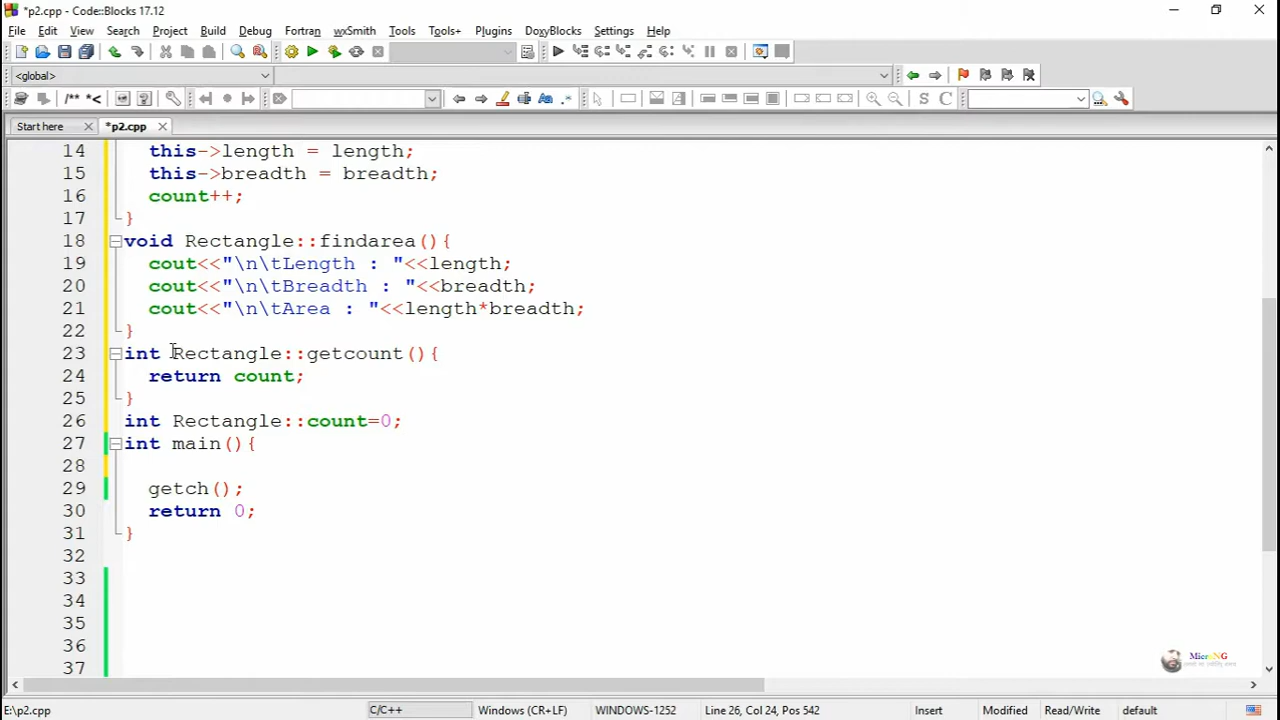 *p2.cpp - Code::Blocks 17.12
File Edit View Search Project Build Debug Fortran wxSmith Tools Tools+ Plugins DoxyBlocks Settings Help
<global>
/** *<
S C
Start here *p2.cpp
14 this->length = length;
15 this->breadth = breadth;
16 count++;
17 }
18 void Rectangle::findarea(){
19 cout<<"\n\tLength : "<<length;
20 cout<<"\n\tBreadth : "<<breadth;
21 cout<<"\n\tArea : "<<length*breadth;
22 }
23 int Rectangle::getcount(){
24 return count;
25 }
26 int Rectangle::count=0;
27 int main(){
28
29 getch();
30 return 0;
31 }
32
33
34
35
36
37
MicroNG
E:\p2.cpp C/C++ Windows (CR+LF) WINDOWS-1252 Line 26, Col 24, Pos 542 Insert Modified Read/Write default